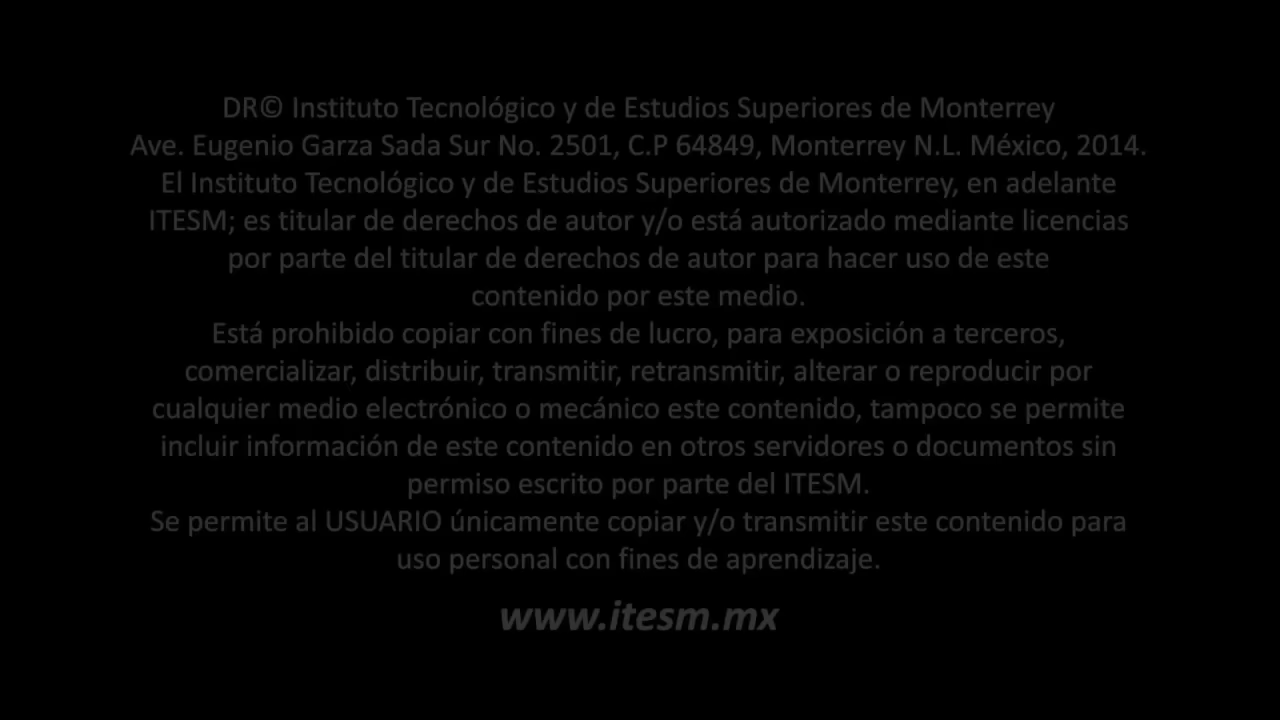 DR© Instituto Tecnológico y de Estudios Superiores de Monterrey
Ave. Eugenio Garza Sada Sur No. 2501, C.P 64849, Monterrey N.L. México, 2014.
El Instituto Tecnológico y de Estudios Superiores de Monterrey, en adelante
ITESM; es titular de derechos de autor y/o está autorizado mediante licencias
por parte del titular de derechos de autor para hacer uso de este
contenido por este medio.
Está prohibido copiar con fines de lucro, para exposición a terceros,
comercializar, distribuir, transmitir, retransmitir, alterar o reproducir por
cualquier medio electrónico o mecánico este contenido, tampoco se permite
incluir información de este contenido en otros servidores o documentos sin
permiso escrito por parte del ITESM.
Se permite al USUARIO únicamente copiar y/o transmitir este contenido para
uso personal con fines de aprendizaje.
www.itesm.mx